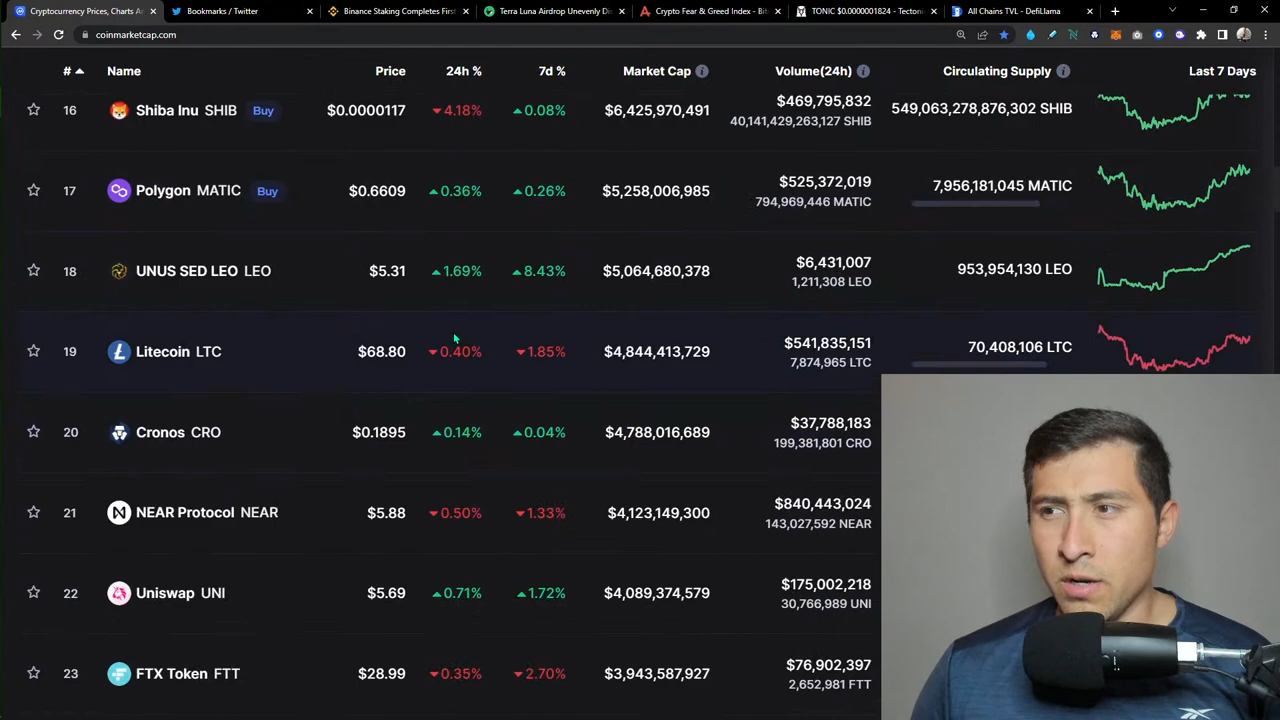 Cryptocurrency Prices, Charts An
Bookmarks / Twitter
Binance Staking Completes First
Terra Luna Airdrop Unevenly Dis
Crypto Fear & Greed Index - Bit
TONIC $0.0000001824 - Tectoni
All Chains TVL - DefiLlama
coinmarketcap.com
# Name Price 24h % 7d % Market Cap Volume(24h) Circulating Supply Last 7 Days
16 Shiba Inu SHIB Buy $0.0000117 4.18% 0.08% $6,425,970,491 $469,795,832 549,063,278,876,302 SHIB
40,141,429,263,127 SHIB
17 Polygon MATIC Buy $0.6609 0.36% 0.26% $5,258,006,985 $525,372,019 7,956,181,045 MATIC
794,969,446 MATIC
18 UNUS SED LEO LEO $5.31 1.69% 8.43% $5,064,680,378 $6,431,007 953,954,130 LEO
1,211,308 LEO
19 Litecoin LTC $68.80 0.40% 1.85% $4,844,413,729 $541,835,151 70,408,106 LTC
7,874,965 LTC
20 Cronos CRO $0.1895 0.14% 0.04% $4,788,016,689 $37,788,183
199,381,801 CRO
21 NEAR Protocol NEAR $5.88 0.50% 1.33% $4,123,149,300 $840,443,024
143,027,592 NEAR
22 Uniswap UNI $5.69 0.71% 1.72% $4,089,374,579 $175,002,218
30,766,989 UNI
23 FTX Token FTT $28.99 0.35% 2.70% $3,943,587,927 $76,902,397
2,652,981 FTT